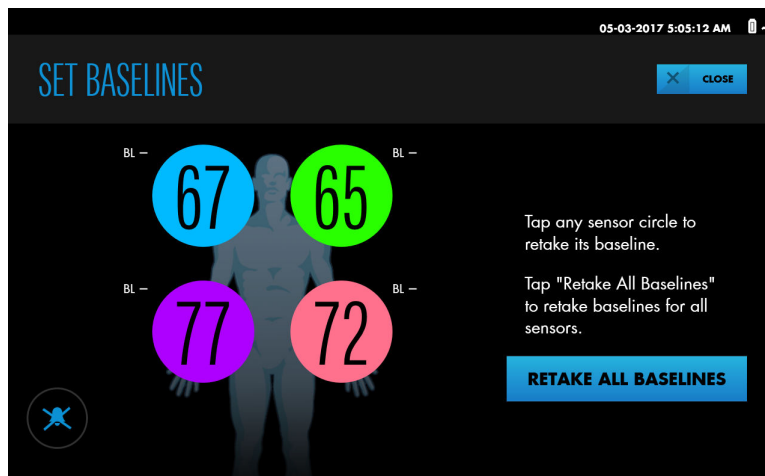 05-03-2017 5:05:12 AM
SET BASELINES
CLOSE
BL – 67
65 BL –
BL – 77
72 BL –
Tap any sensor circle to
retake its baseline.
Tap "Retake All Baselines"
to retake baselines for all
sensors.
RETAKE ALL BASELINES